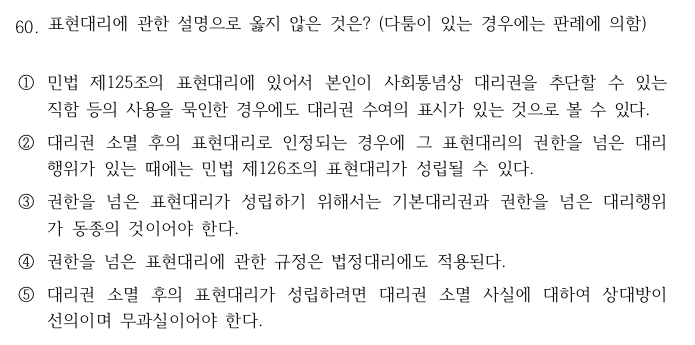 60. 표현대리에 관한 설명으로 옳지 않은 것은? (다툼이 있는 경우에는 판례에 의함)
① 민법 제125조의 표현대리에 있어서 본인이 사회통념상 대리권을 추단할 수 있는
직함 등의 사용을 묵인한 경우에도 대리권 수여의 표시가 있는 것으로 볼 수 있다.
② 대리권 소멸 후의 표현대리로 인정되는 경우에 그 표현대리의 권한을 넘은 대리
행위가 있는 때에는 민법 제126조의 표현대리가 성립될 수 있다.
③ 권한을 넘은 표현대리가 성립하기 위해서는 기본대리권과 권한을 넘은 대리행위
가 동종의 것이어야 한다.
④ 권한을 넘은 표현대리에 관한 규정은 법정대리에도 적용된다.
⑤ 대리권 소멸 후의 표현대리가 성립하려면 대리권 소멸 사실에 대하여 상대방이
선의이며 무과실이어야 한다.